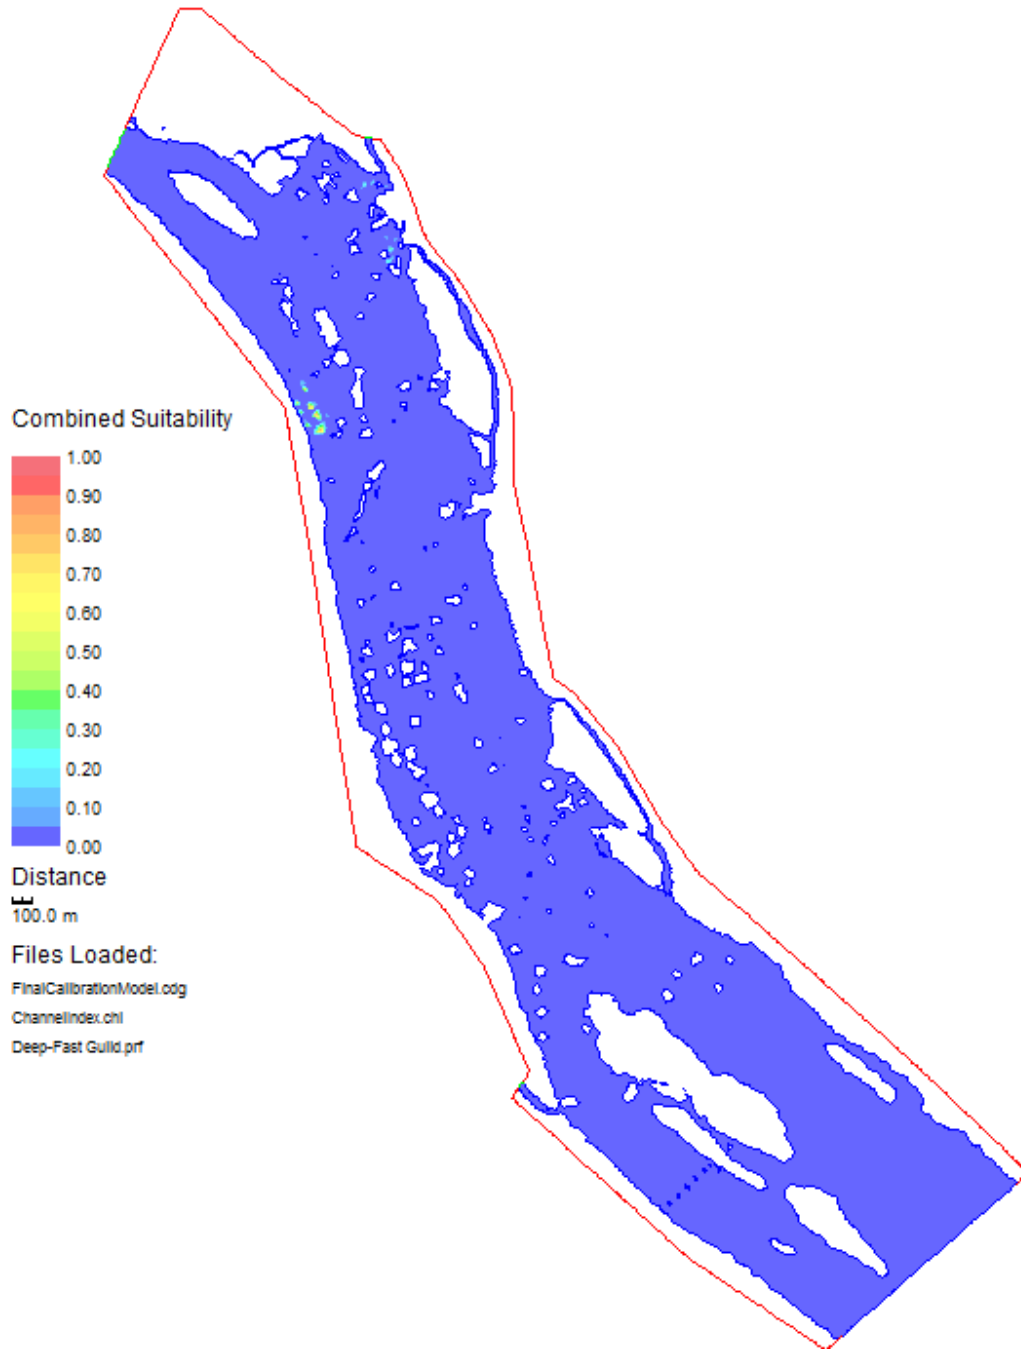 Combined Suitability
1.00
0.90
0.80
0.70
0.60
0.50
0.40
0.30
0.20
0.10
0.00
Distance
100.0 m
Files Loaded:
FinalCalibrationModel.cdg
ChannelIndex.chl
Deep-Fast Guild.prf